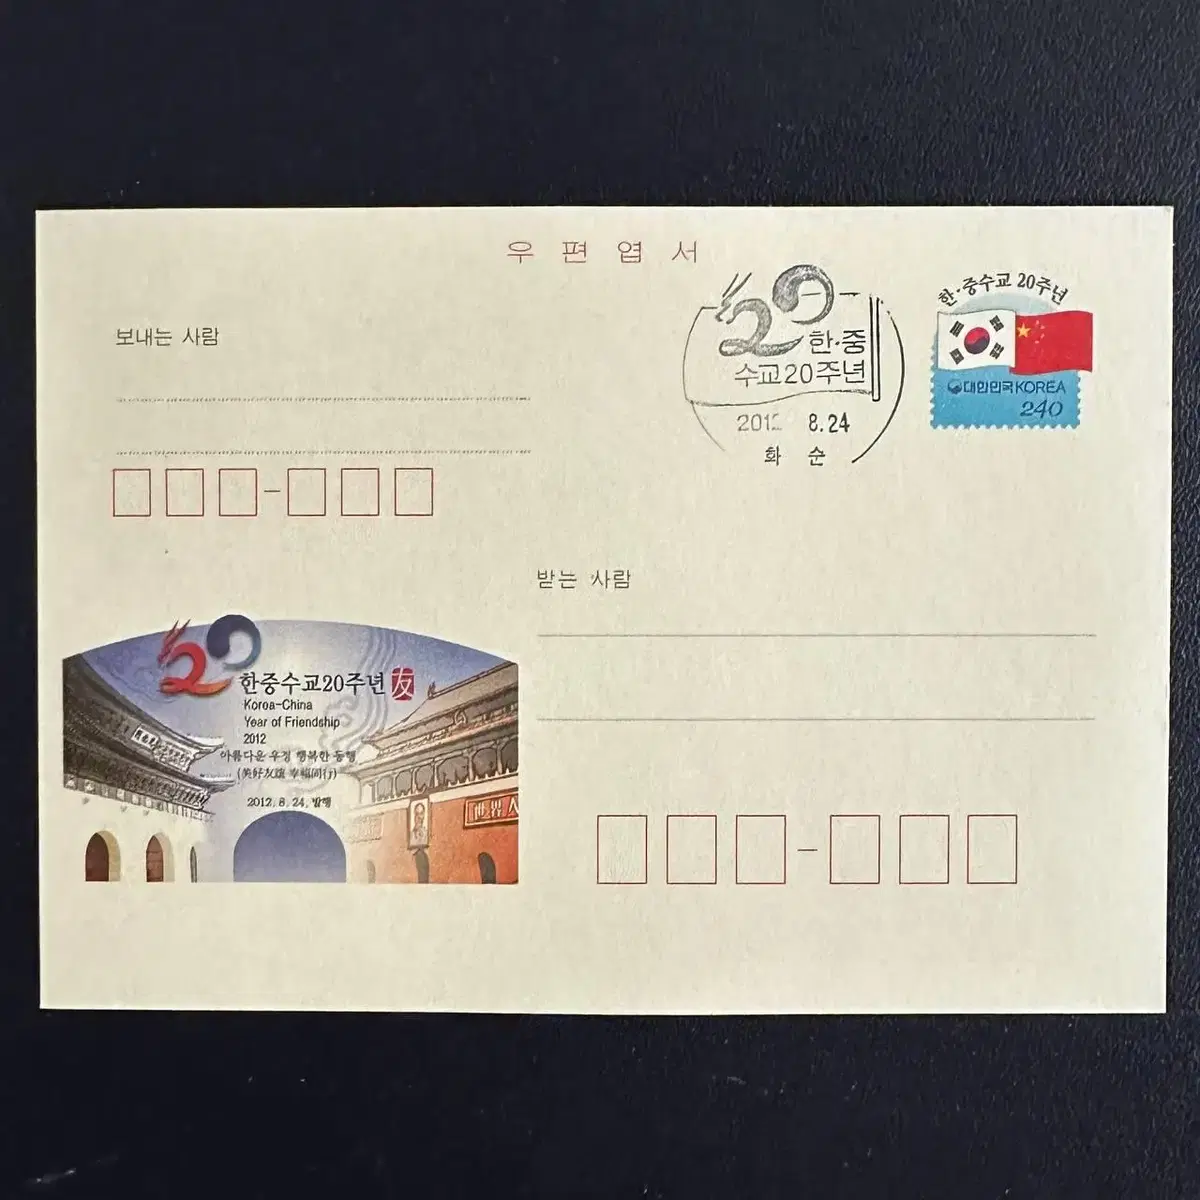 우편엽서
보내는 사람
한·중
수교20주년
2012 8.24
화 순
한·중수교 20주년
대한민국 KOREA
240
받는 사람
20
한중수교20주년 友
Korea-China
Year of Friendship
2012
아름다운 우정 행복한 동행
(美好友谊 幸福同行)
2012. 8. 24. 발행
世界人